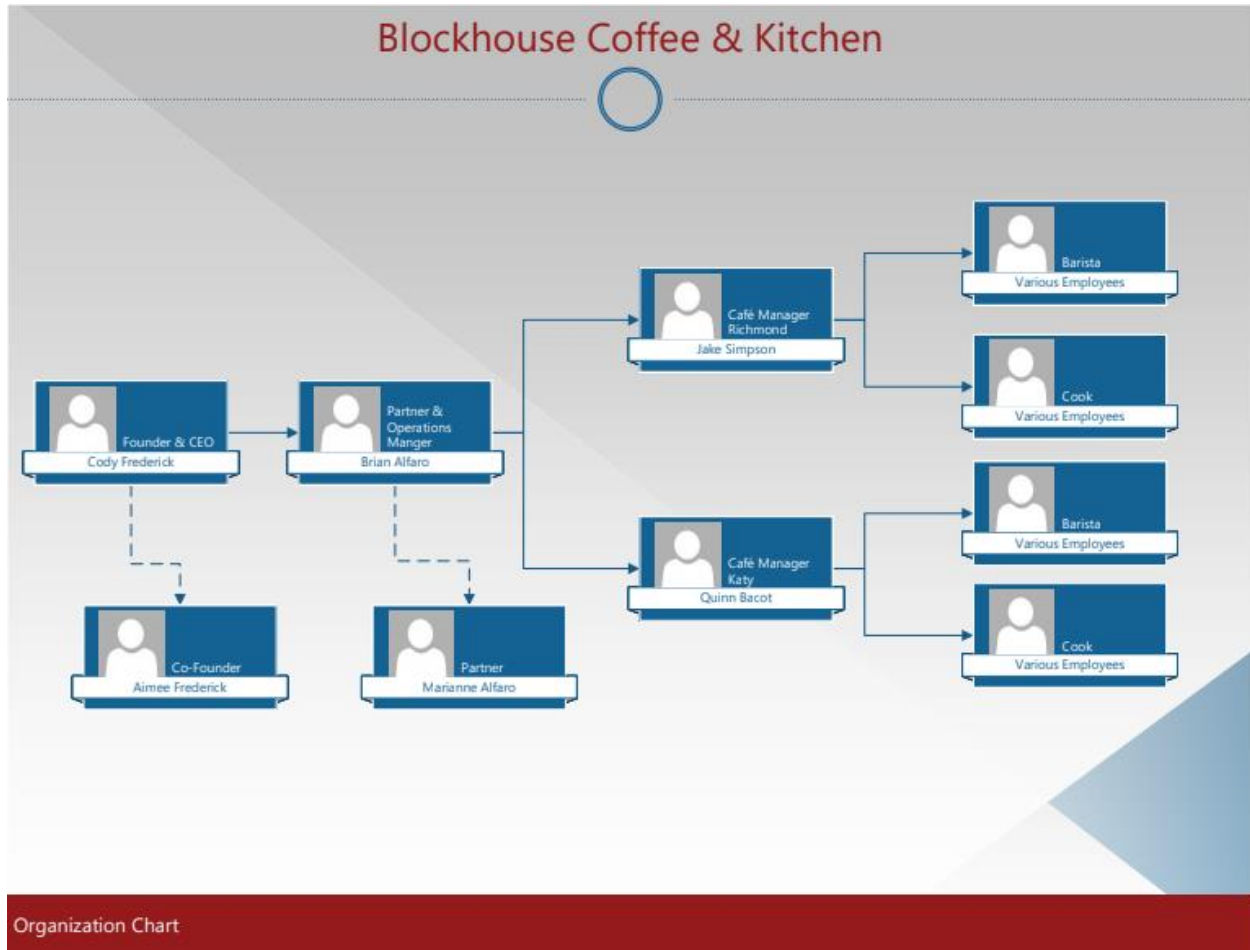 Blockhouse Coffee & Kitchen
Founder & CEO
Cody Frederick
Partner &
Operations
Manger
Brian Alfaro
Co-Founder
Aimee Frederick
Partner
Marianne Alfaro
Café Manager
Richmond
Jake Simpson
Café Manager
Katy
Quinn Bacot
Barista
Various Employees
Cook
Various Employees
Barista
Various Employees
Cook
Various Employees
Organization Chart